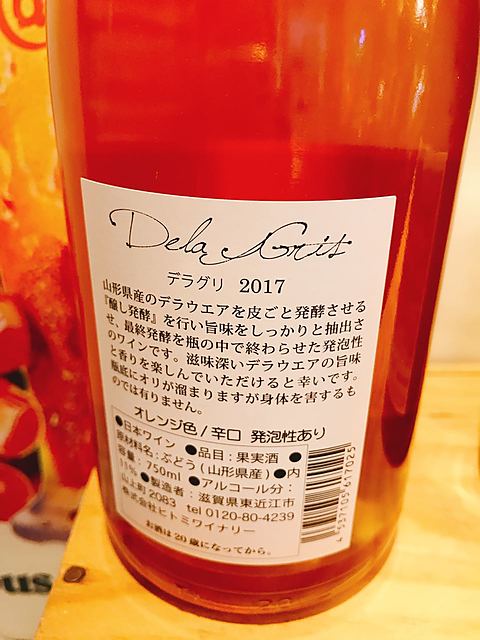 Dela Gris
デラグリ 2017
山形県産のデラウエアを皮ごと発酵させる
『醸し発酵』を行い旨味をしっかりと抽出さ
せ、最終発酵を瓶の中で終わらせた発泡性
のワインです。滋味深いデラウエアの旨味
と香りを楽しんでいただけると幸いです。
瓶底にオリが溜まりますが身体を害するも
のでは有りません。
オレンジ色/辛口 発泡性あり
●日本ワイン ●品目:果実酒 ●
原材料名:ぶどう(山形県産) ●内
容量:750ml ●アルコール分:
11% ●製造者:滋賀県東近江市
山上町2083 tel 0120-80-4239
株式会社ヒトミワイナリー
お酒は20歳になってから。
4 537105 617025
us